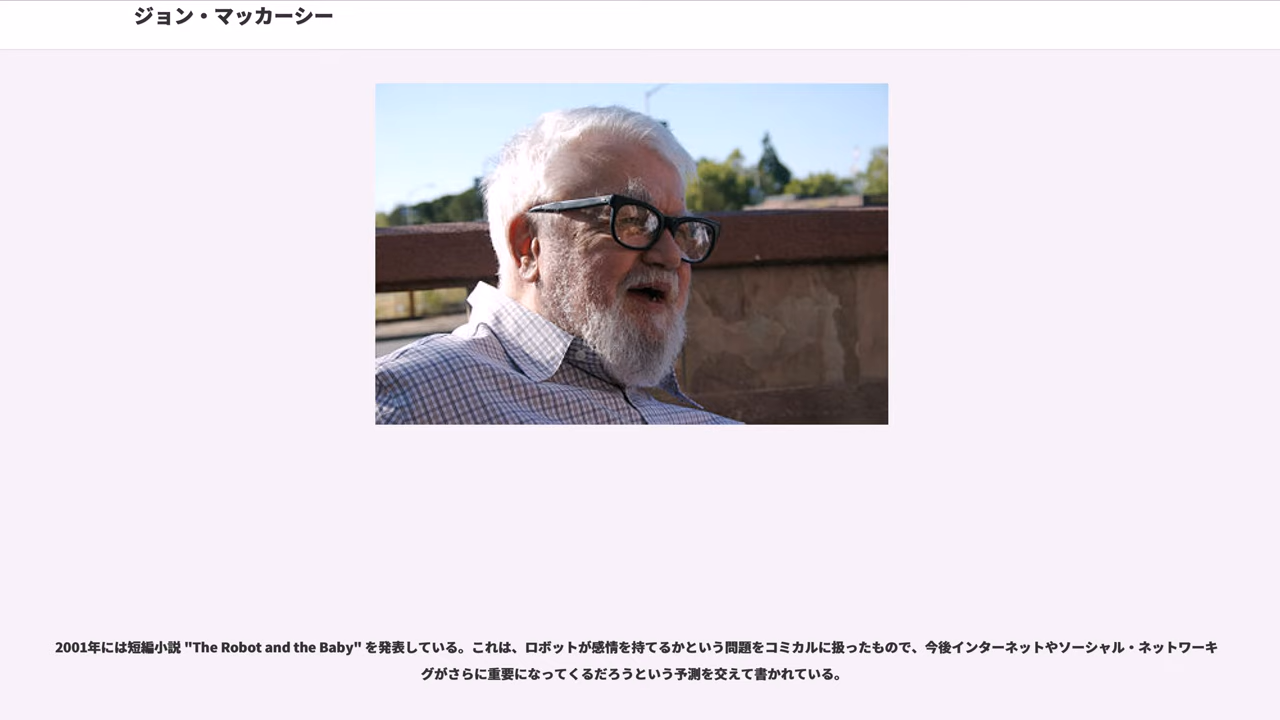 ジョン・マッカーシー
2001年には短編小説 "The Robot and the Baby" を発表している。これは、ロボットが感情を持てるかという問題をコミカルに扱ったもので、今後インターネットやソーシャル・ネットワーキ
グがさらに重要になってくるだろうという予測を交えて書かれている。